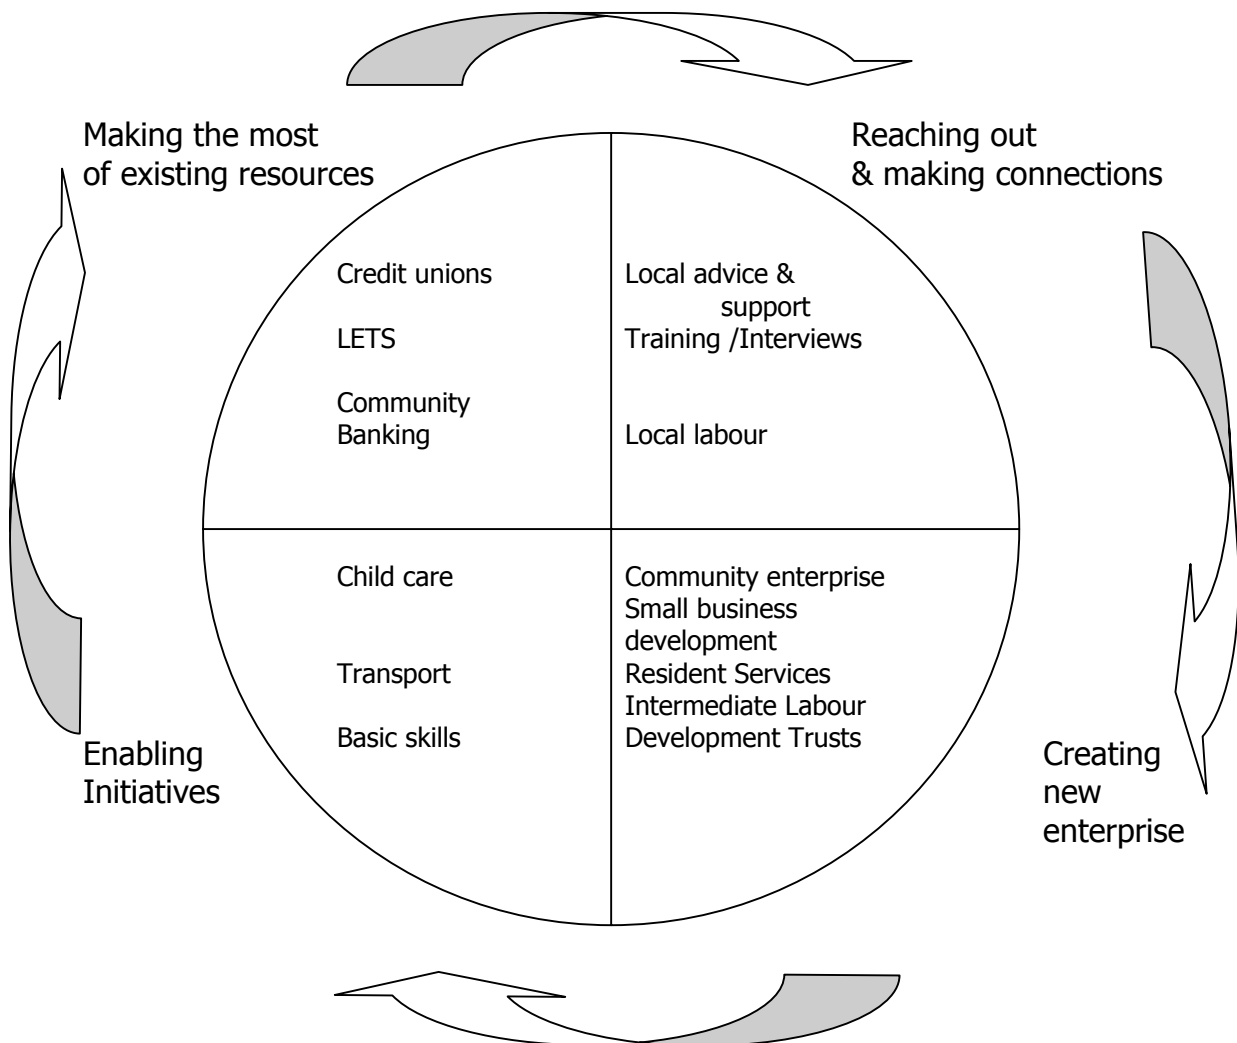 Making the most
of existing resources
Reaching out
& making connections
Credit unions
LETS
Community
Banking
Local advice &
support
Training /Interviews
Local labour
Child care
Transport
Basic skills
Community enterprise
Small business
development
Resident Services
Intermediate Labour
Development Trusts
Enabling
Initiatives
Creating
new
enterprise